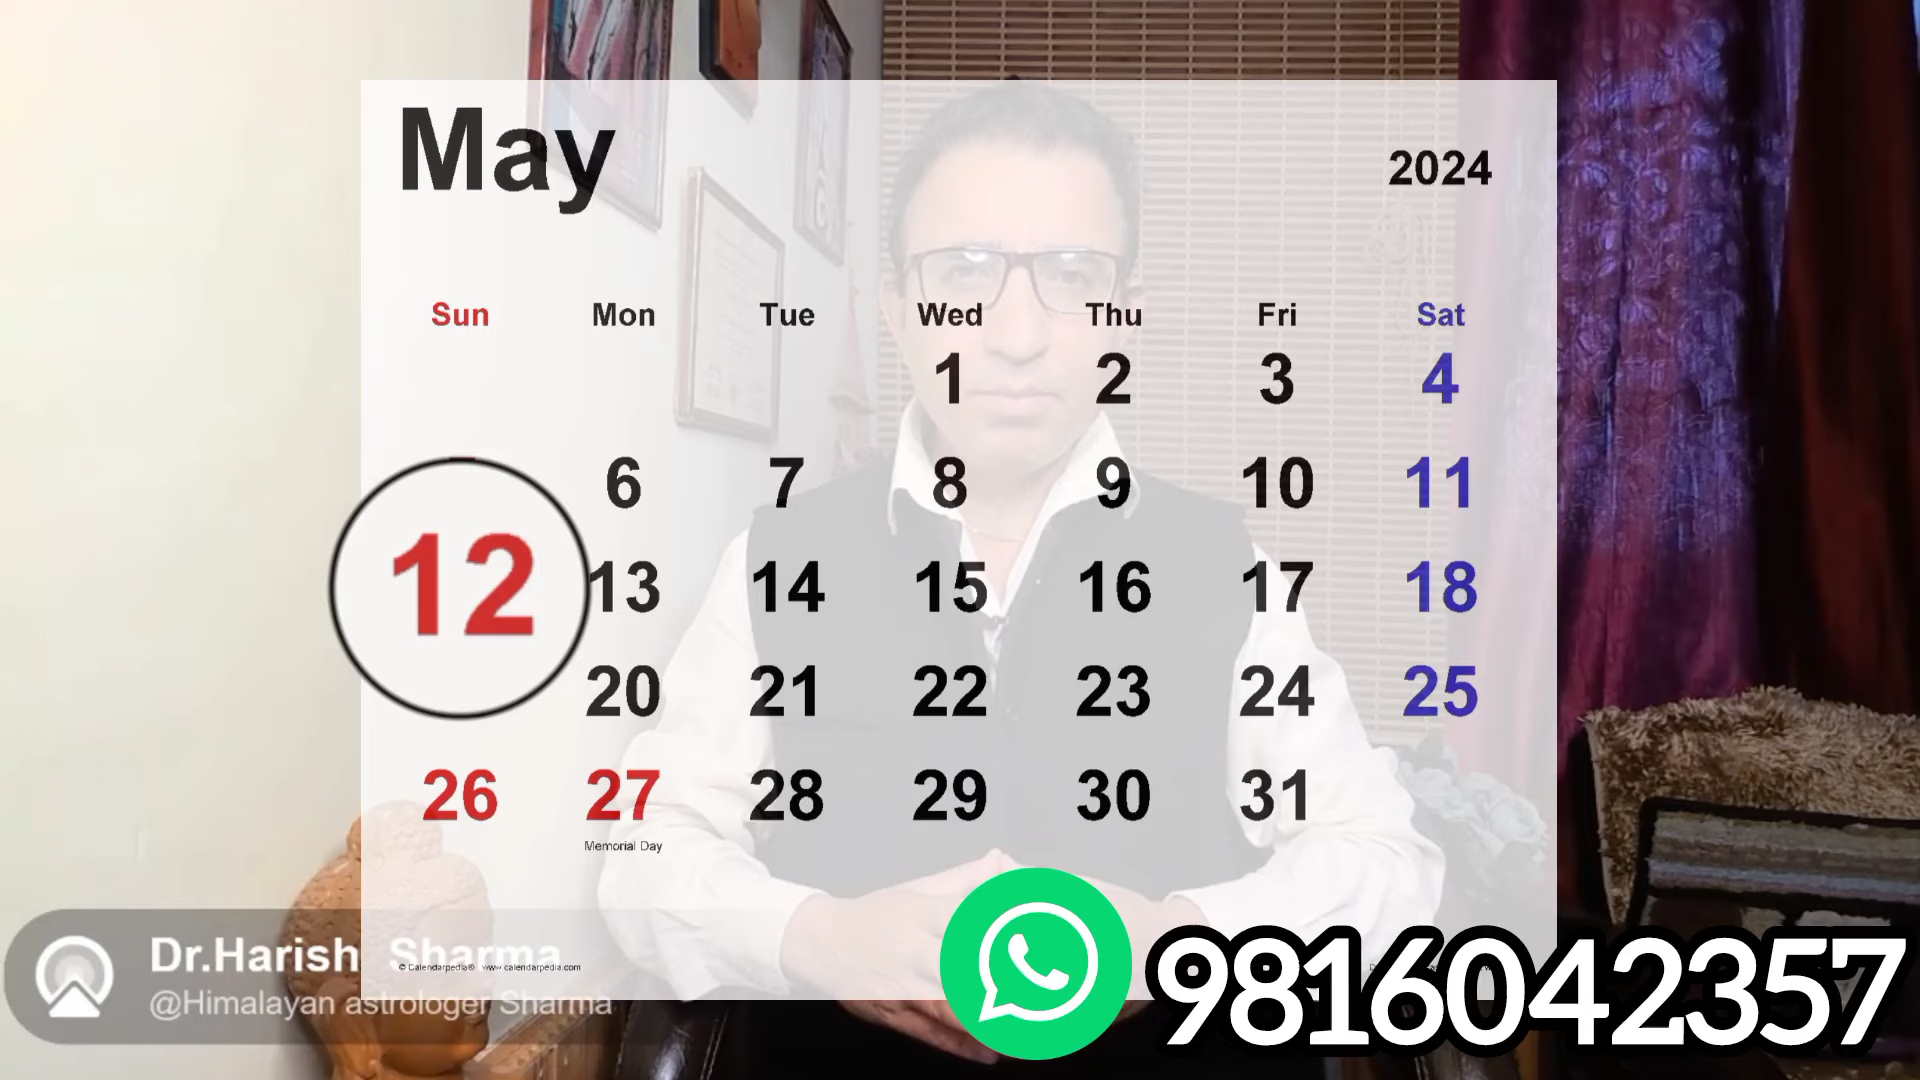 May
2024
Sun Mon Tue Wed Thu Fri Sat
1 2 3 4
6 7 8 9 10 11
12 13 14 15 16 17 18
20 21 22 23 24 25
26 27 28 29 30 31
Memorial Day
Dr.Harish Sharma
© Calendarpedia® www.calendarpedia.com
@Himalayan astrologer Sharma
9816042357